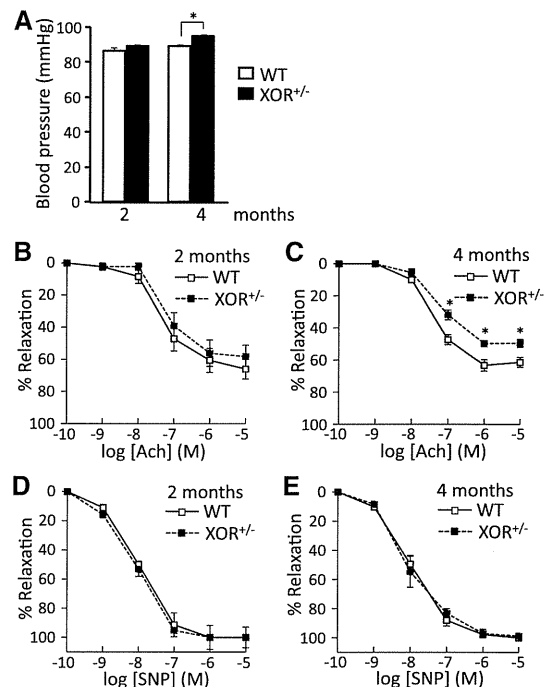 A
Blood pressure (mmHg)
100
80
60
40
20
0
*
WT
XOR+/-
2 4 months
B
2 months
WT
XOR+/-
% Relaxation
0
20
40
60
80
100
-10 -9 -8 -7 -6 -5
log [Ach] (M)
C
4 months
WT
XOR+/-
* * *
% Relaxation
0
20
40
60
80
100
-10 -9 -8 -7 -6 -5
log [Ach] (M)
D
2 months
WT
XOR+/-
% Relaxation
0
20
40
60
80
100
-10 -9 -8 -7 -6 -5
log [SNP] (M)
E
4 months
WT
XOR+/-
% Relaxation
0
20
40
60
80
100
-10 -9 -8 -7 -6 -5
log [SNP] (M)